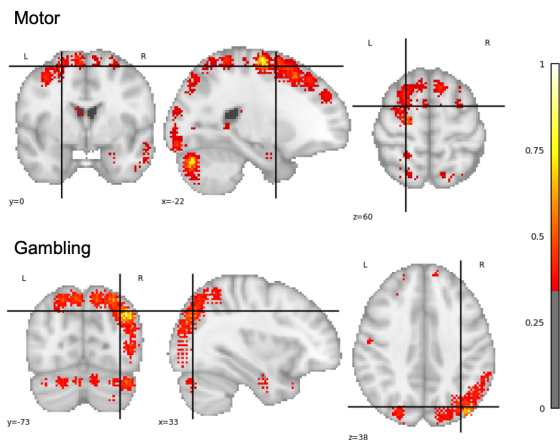 Motor
L R L R
y=0 x=-22 z=60
1
0.75
0.5
0.25
0
Gambling
L R L R
y=-73 x=33 z=38